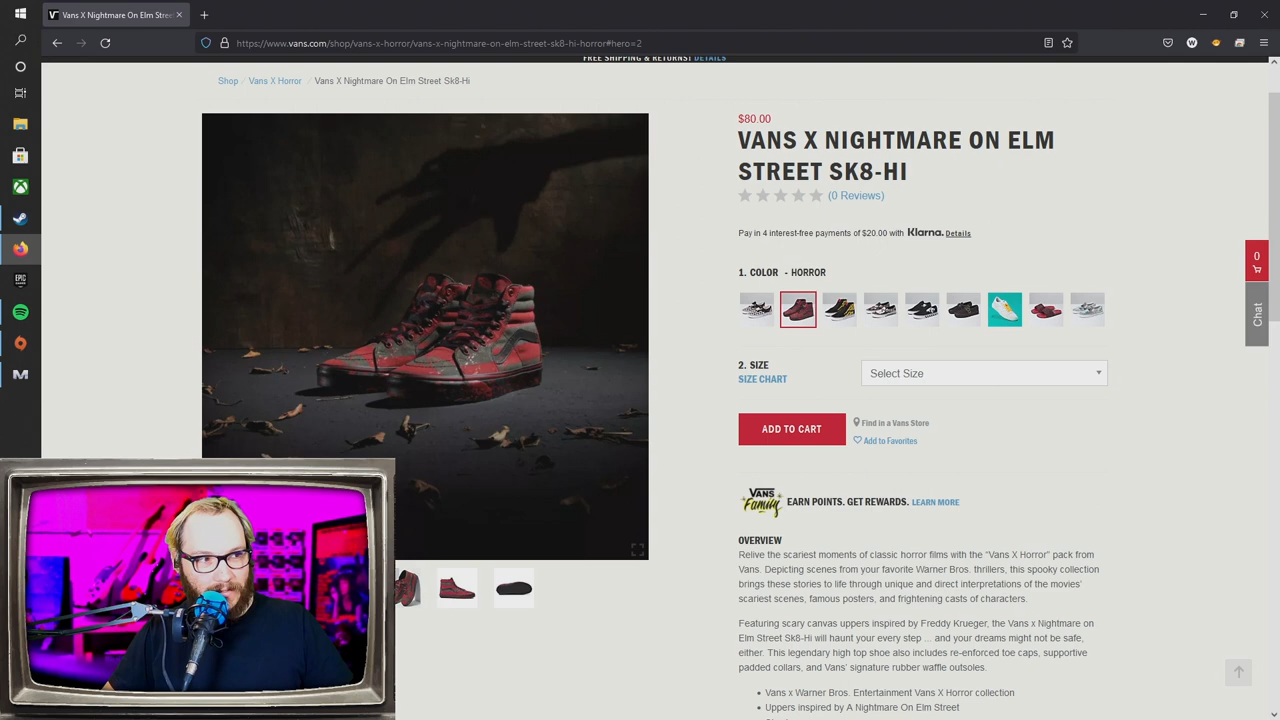 Vans X Nightmare On Elm Stree
https://www.vans.com/shop/vans-x-horror/vans-x-nightmare-on-elm-street-sk8-hi-horror#hero=2
FREE SHIPPING & RETURNS! DETAILS
Shop / Vans X Horror / Vans X Nightmare On Elm Street Sk8-Hi
$80.00
VANS X NIGHTMARE ON ELM
STREET SK8-HI
(0 Reviews)
Pay in 4 interest-free payments of $20.00 with Klarna. Details
1. COLOR - HORROR
2. SIZE
SIZE CHART
Select Size
ADD TO CART
Find in a Vans Store
Add to Favorites
0
Chat
EPIC
GAMES
VANS
Family
EARN POINTS. GET REWARDS. LEARN MORE
OVERVIEW
Relive the scariest moments of classic horror films with the "Vans X Horror" pack from
Vans. Depicting scenes from your favorite Warner Bros. thrillers, this spooky collection
brings these stories to life through unique and direct interpretations of the movies'
scariest scenes, famous posters, and frightening casts of characters.
Featuring scary canvas uppers inspired by Freddy Krueger, the Vans x Nightmare on
Elm Street Sk8-Hi will haunt your every step ... and your dreams might not be safe,
either. This legendary high top shoe also includes re-enforced toe caps, supportive
padded collars, and Vans' signature rubber waffle outsoles.
• Vans x Warner Bros. Entertainment Vans X Horror collection
• Uppers inspired by A Nightmare On Elm Street